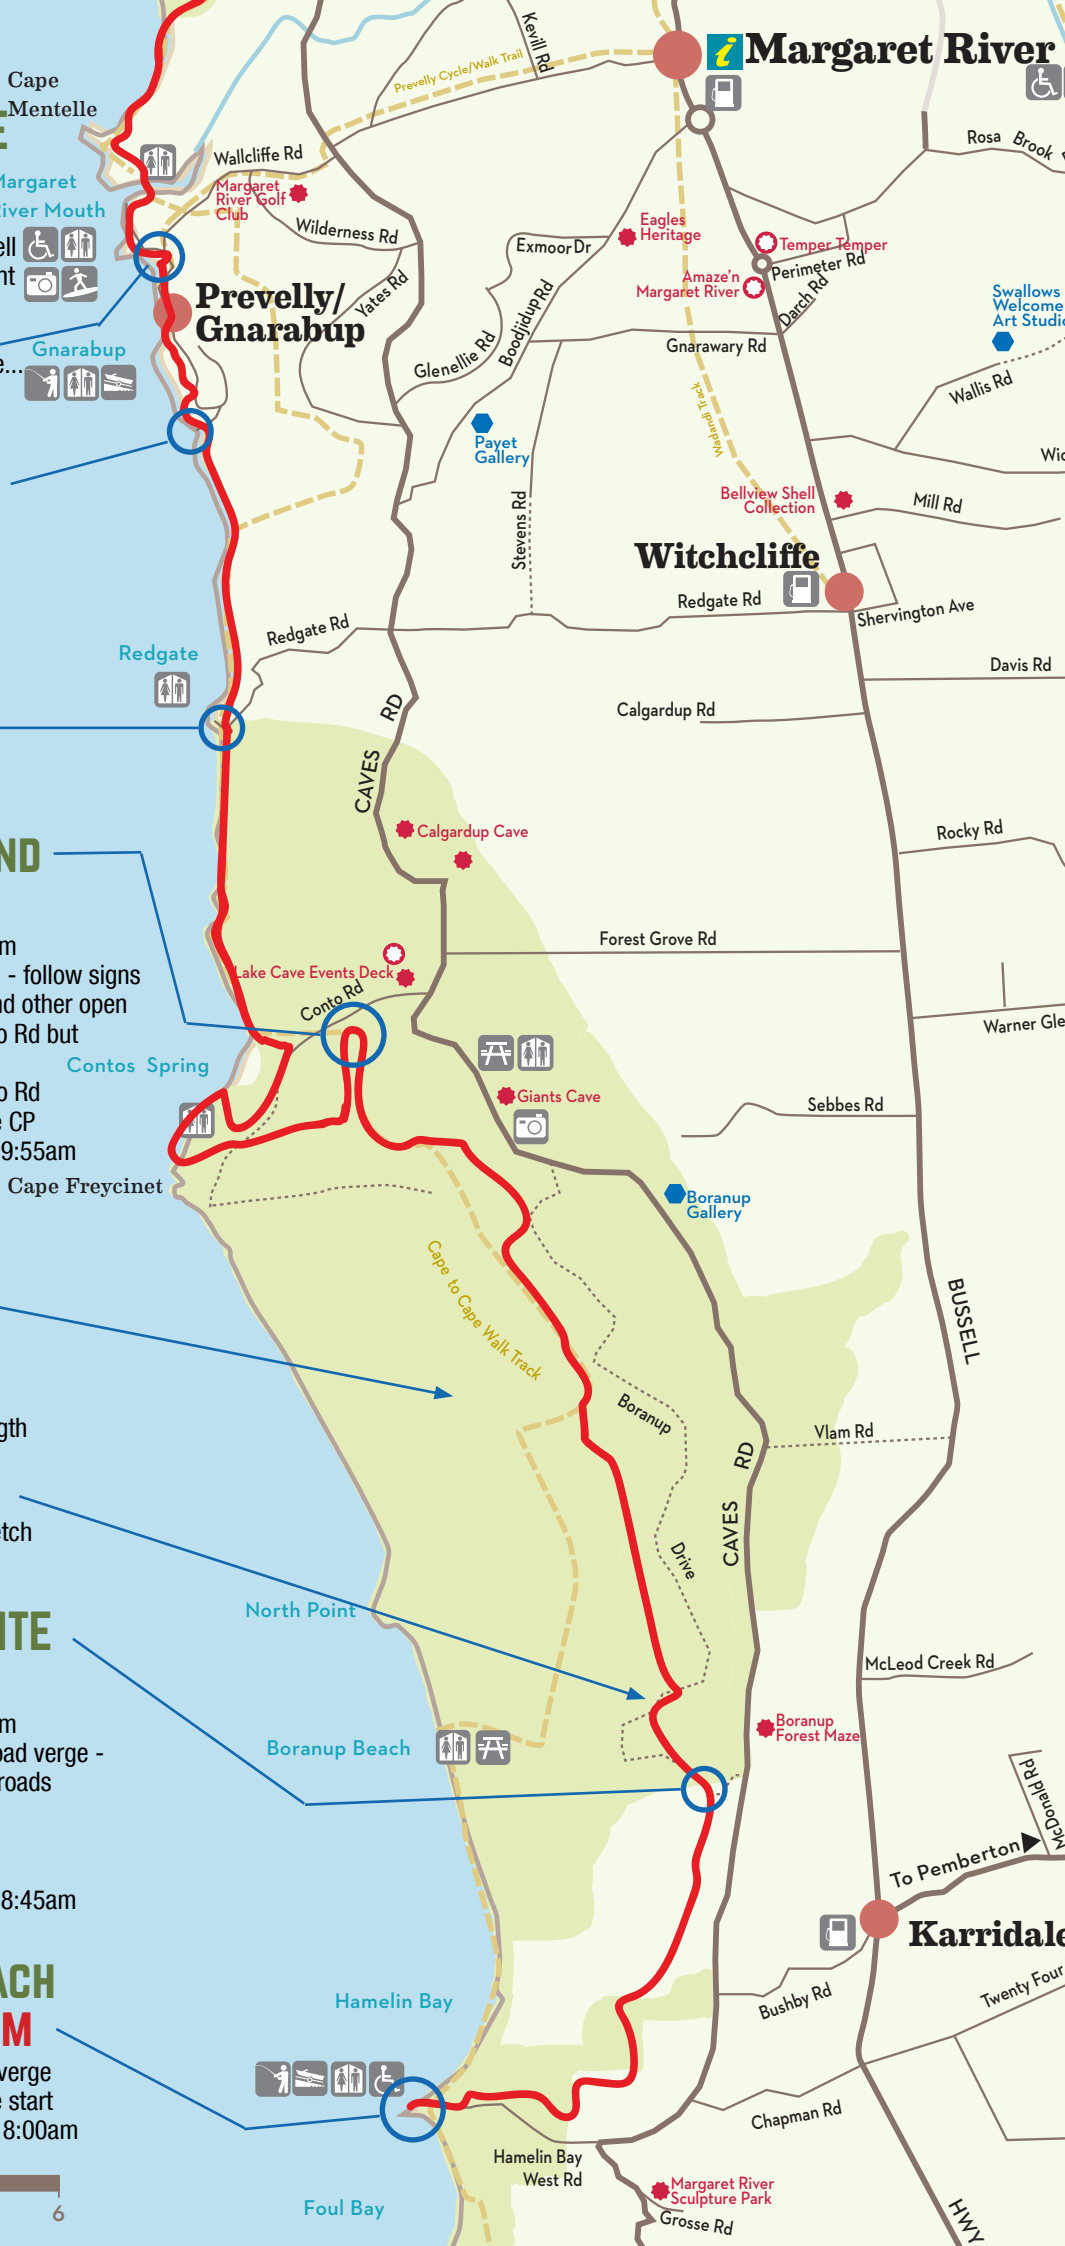 Kevill Rd
Margaret River
Cape
Mentelle
Prevelly Cycle/Walk Trail
Rosa Brook
Wallcliffe Rd
Margaret
River Mouth
Margaret
River Golf
Club
Wilderness Rd
Exmoor Dr
Eagles
Heritage
Temper Temper
Perimeter Rd
Amaze'n
Margaret River
Darch Rd
Yates Rd
Boodjidup Rd
Swallows
Welcome
Art Studio
Prevelly/
Gnarabup
Gnarabup
Glenellie Rd
Gnarawary Rd
Wallis Rd
Wadandi Track
Payet
Gallery
Bellview Shell
Collection
Mill Rd
Stevens Rd
Witchcliffe
Redgate Rd
Shervington Ave
Redgate Rd
Redgate
Davis Rd
CAVES RD
Calgardup Rd
Calgardup Cave
Rocky Rd
ND
Forest Grove Rd
- follow signs
Lake Cave Events Deck
nd other open
Conto Rd
o Rd but
Warner Gle
Contos Spring
o Rd
Giants Cave
Sebbes Rd
e CP
9:55am
Cape Freycinet
Boranup
Gallery
Cape to Cape Walk Track
BUSSELL
gth
Boranup
Vlam Rd
CAVES RD
etch
Drive
North Point
ITE
McLeod Creek Rd
m
Boranup
Forest Maze
oad verge -
Boranup Beach
roads
McDonald Rd
To Pemberton
8:45am
Karridale
ACH
Bushby Rd
Twenty Four
Hamelin Bay
M
verge
e start
8:00am
Chapman Rd
Hamelin Bay
West Rd
Margaret River
Sculpture Park
Foul Bay
6
Grosse Rd
HWY